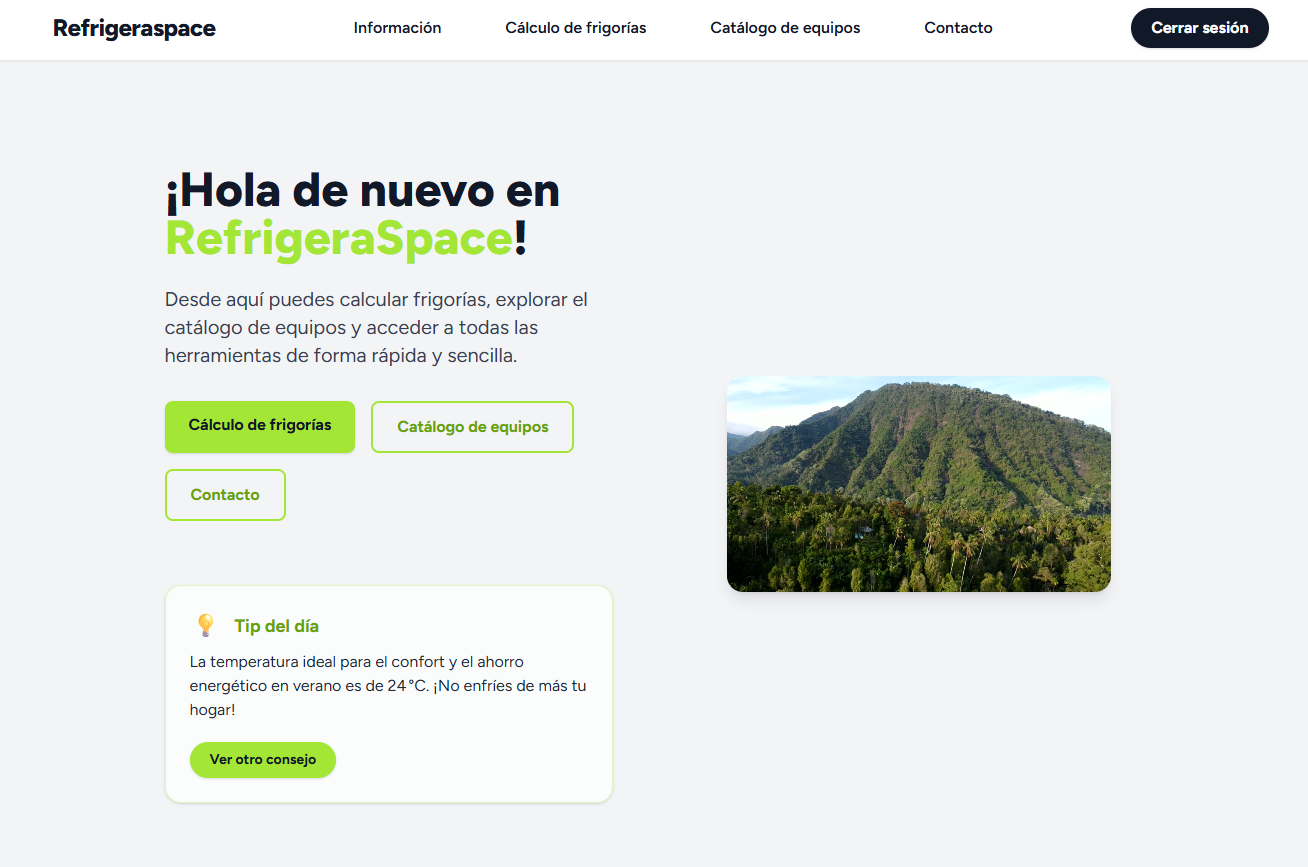 Refrigeraspace
Información
Cálculo de frigorías
Catálogo de equipos
Contacto
Cerrar sesión
¡Hola de nuevo en
RefrigeraSpace!
Desde aquí puedes calcular frigorías, explorar el
catálogo de equipos y acceder a todas las
herramientas de forma rápida y sencilla.
Cálculo de frigorías
Catálogo de equipos
Contacto
Tip del día
La temperatura ideal para el confort y el ahorro
energético en verano es de 24 °C. ¡No enfríes de más tu
hogar!
Ver otro consejo